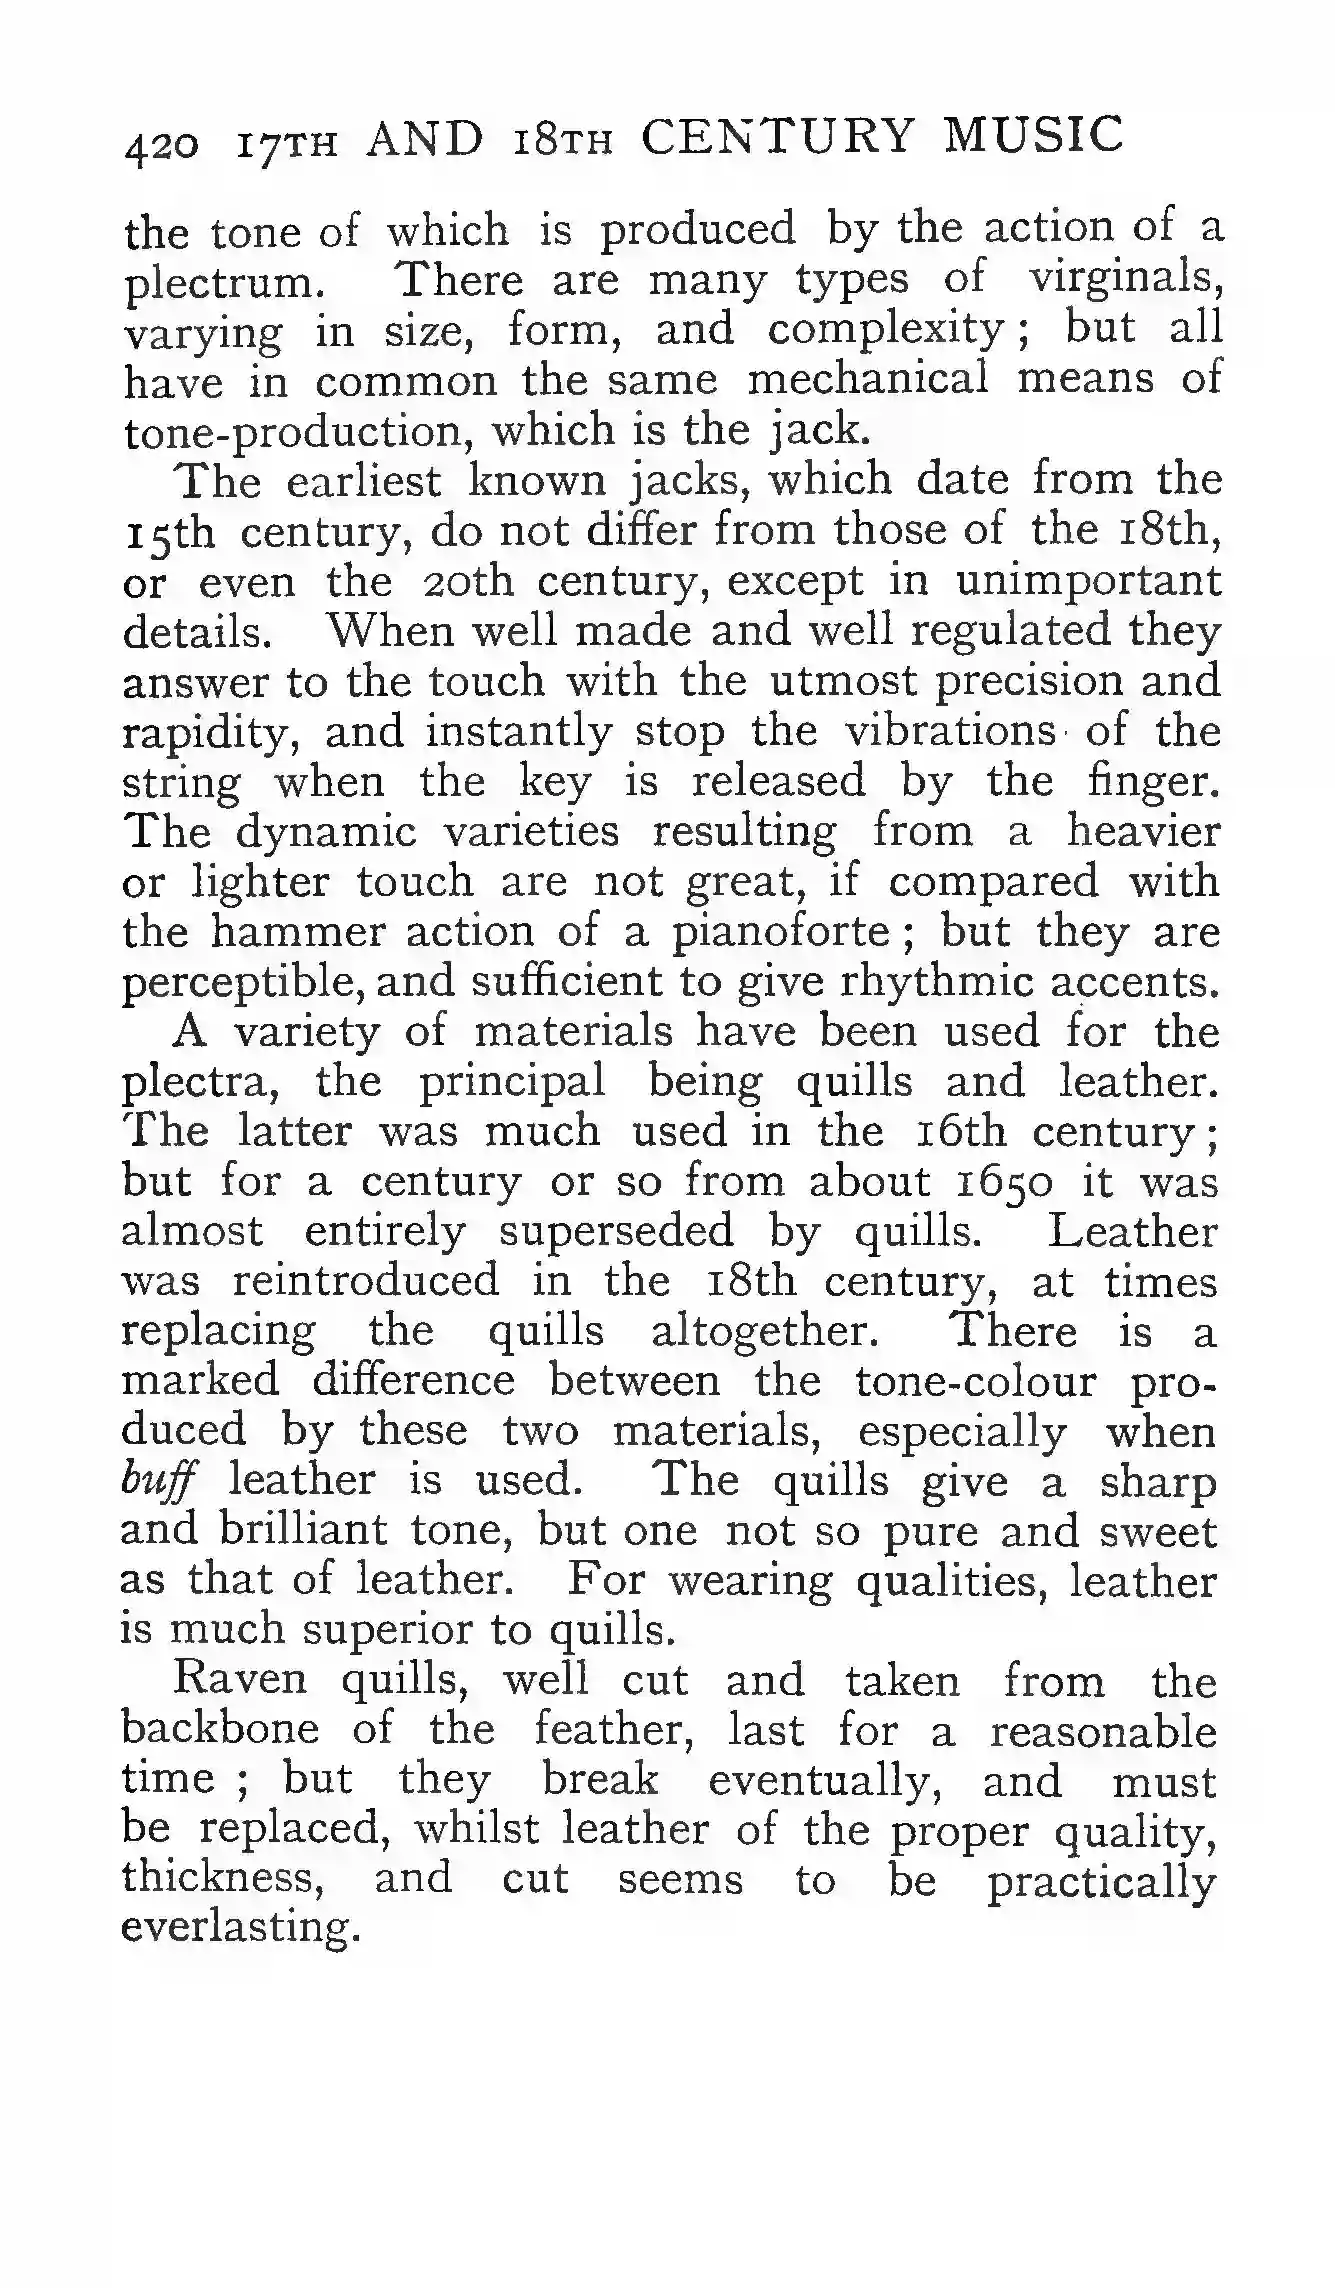 420 17TH AND 18TH CENTURY MUSIC
the tone of which is produced by the action of a
plectrum. There are many types of virginals,
varying in size, form, and complexity ; but all
have in common the same mechanical means of
tone-production, which is the jack.
The earliest known jacks, which date from the
15th century, do not differ from those of the 18th,
or even the 20th century, except in unimportant
details. When well made and well regulated they
answer to the touch with the utmost precision and
rapidity, and instantly stop the vibrations of the
string when the key is released by the finger.
The dynamic varieties resulting from a heavier
or lighter touch are not great, if compared with
the hammer action of a pianoforte ; but they are
perceptible, and sufficient to give rhythmic accents.
A variety of materials have been used for the
plectra, the principal being quills and leather.
The latter was much used in the 16th century ;
but for a century or so from about 1650 it was
almost entirely superseded by quills. Leather
was reintroduced in the 18th century, at times
replacing the quills altogether. There is a
marked difference between the tone-colour pro-
duced by these two materials, especially when
buff leather is used. The quills give a sharp
and brilliant tone, but one not so pure and sweet
as that of leather. For wearing qualities, leather
is much superior to quills.
Raven quills, well cut and taken from the
backbone of the feather, last for a reasonable
time ; but they break eventually, and must
be replaced, whilst leather of the proper quality,
thickness, and cut seems to be practically
everlasting.